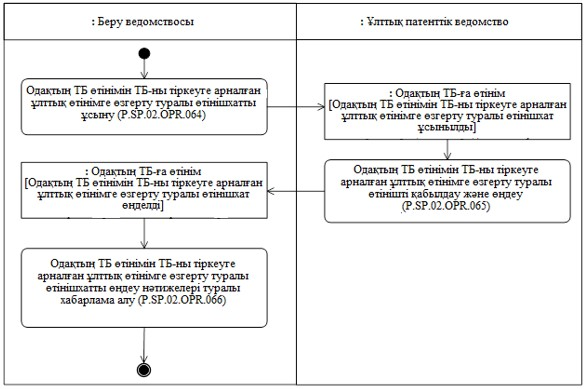 : Беру ведомствосы
: Ұлттық патенттік ведомство
Одақтың ТБ өтінімін ТБ-ны тіркеуге арналған
ұлттық өтінімге өзгерту туралы өтінішхатты
ұсыну (P.SP.02.OPR.064)
: Одақтың ТБ-ға өтінім
[Одақтың ТБ өтінімін ТБ-ны тіркеуге арналған
ұлттық өтінімге өзгерту туралы өтінішхат
ұсынылды]
Одақтың ТБ өтінімін ТБ-ны тіркеуге
арналған ұлттық өтінімге өзгерту туралы
өтінішті қабылдау және өңдеу
(P.SP.02.OPR.065)
: Одақтың ТБ-ға өтінім
[Одақтың ТБ өтінімін ТБ-ны тіркеуге арналған
ұлттық өтінімге өзгерту туралы өтінішхат
өңделді]
Одақтың ТБ өтінімін ТБ-ны тіркеуге
арналған ұлттық өтінімге өзгерту туралы
өтінішхатты өңдеу нәтижелері туралы
хабарлама алу (P.SP.02.OPR.066)